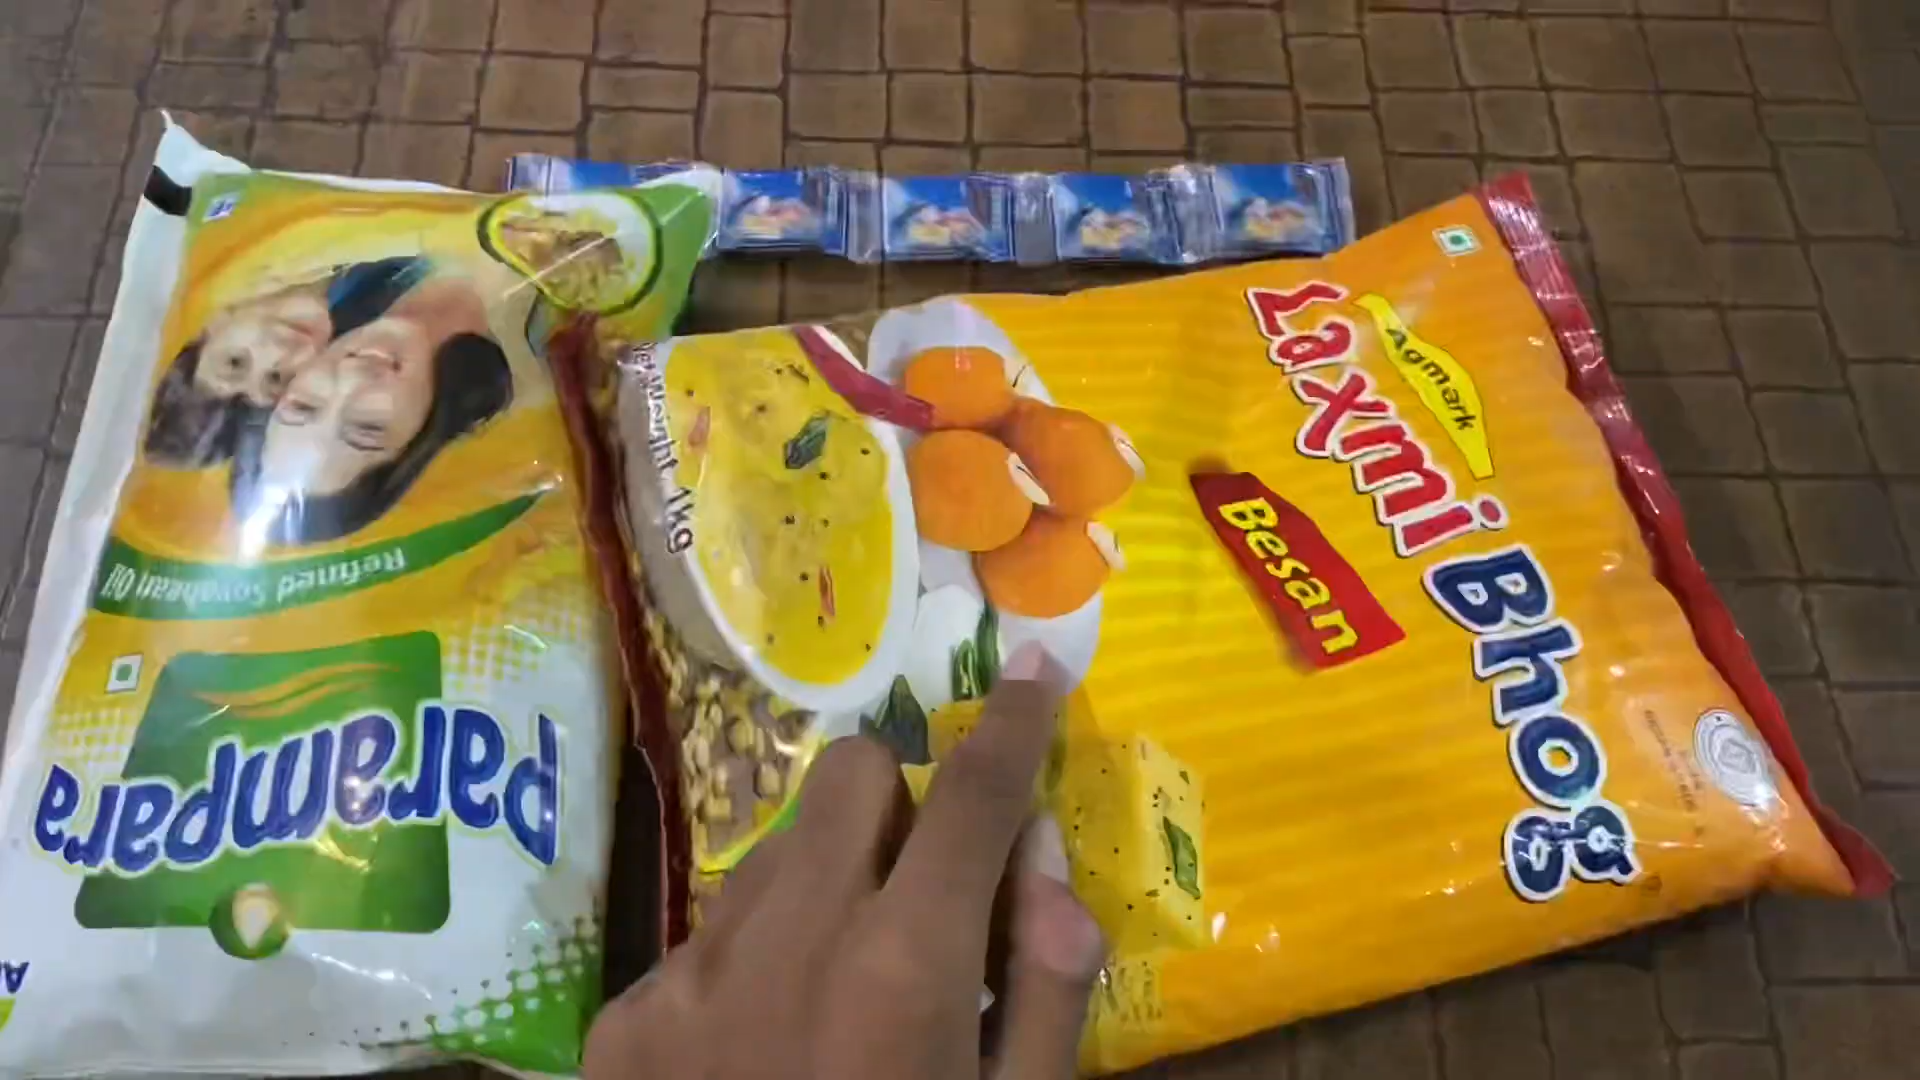 Refined Soyabean Oil
Parampara
Net Weight. 1kg
Agmark
Laxmi Bhog
Besan